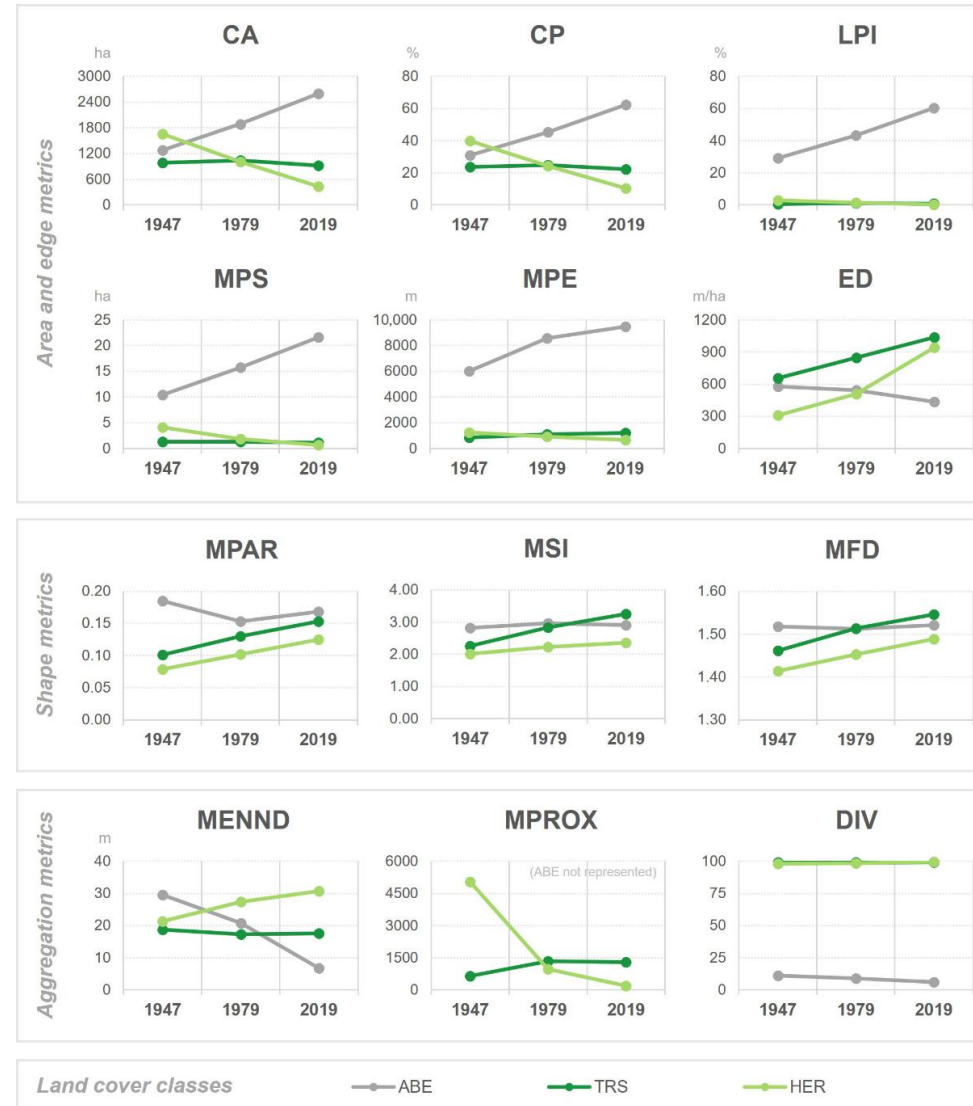 Area and edge metrics
CA
CP
LPI
ha
%
%
3000
2400
1800
1200
600
0
80
60
40
20
0
80
60
40
20
0
1947 1979 2019
1947 1979 2019
1947 1979 2019
MPS
MPE
ED
ha
m
m/ha
25
20
15
10
5
0
10,000
8000
6000
4000
2000
0
1200
900
600
300
0
1947 1979 2019
1947 1979 2019
1947 1979 2019
Shape metrics
MPAR
MSI
MFD
0.20
0.15
0.10
0.05
0.00
4.00
3.00
2.00
1.00
0.00
1.60
1.50
1.40
1.30
1947 1979 2019
1947 1979 2019
1947 1979 2019
Aggregation metrics
MENND
MPROX
DIV
m
40
30
20
10
0
6000
4500
3000
1500
0
(ABE not represented)
100
75
50
25
0
1947 1979 2019
1947 1979 2019
1947 1979 2019
Land cover classes
ABE
TRS
HER